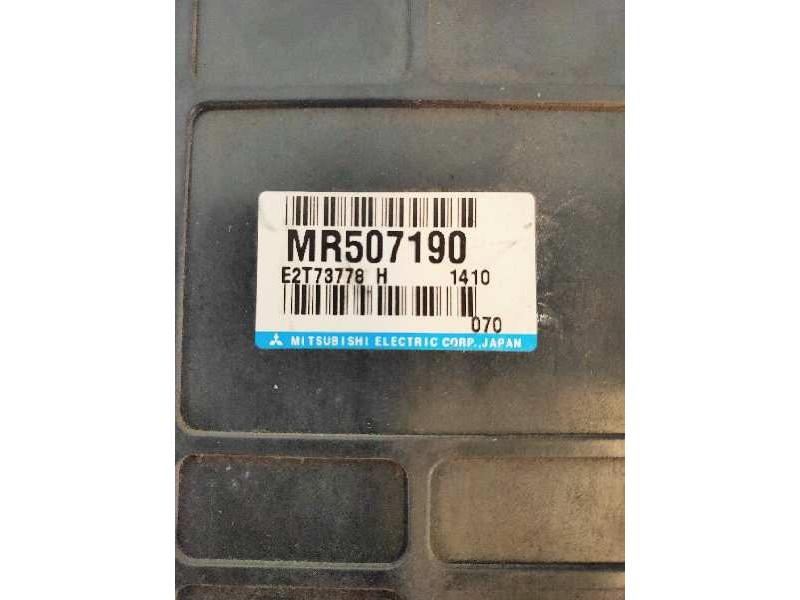 MR507190
E2T73778 H 1410
070
MITSUBISHI ELECTRIC CORP., JAPAN